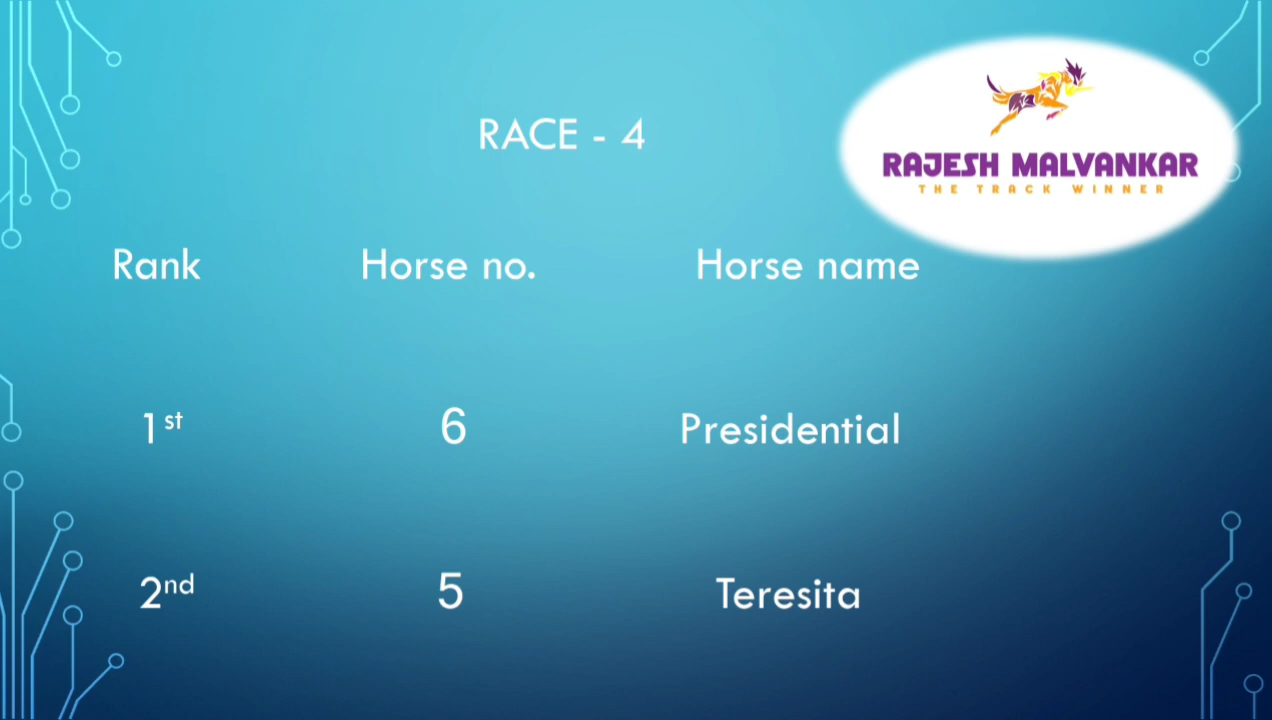 RACE - 4
RAJESH MALVANKAR
THE TRACK WINNER
Rank Horse no. Horse name
1st 6 Presidential
2nd 5 Teresita